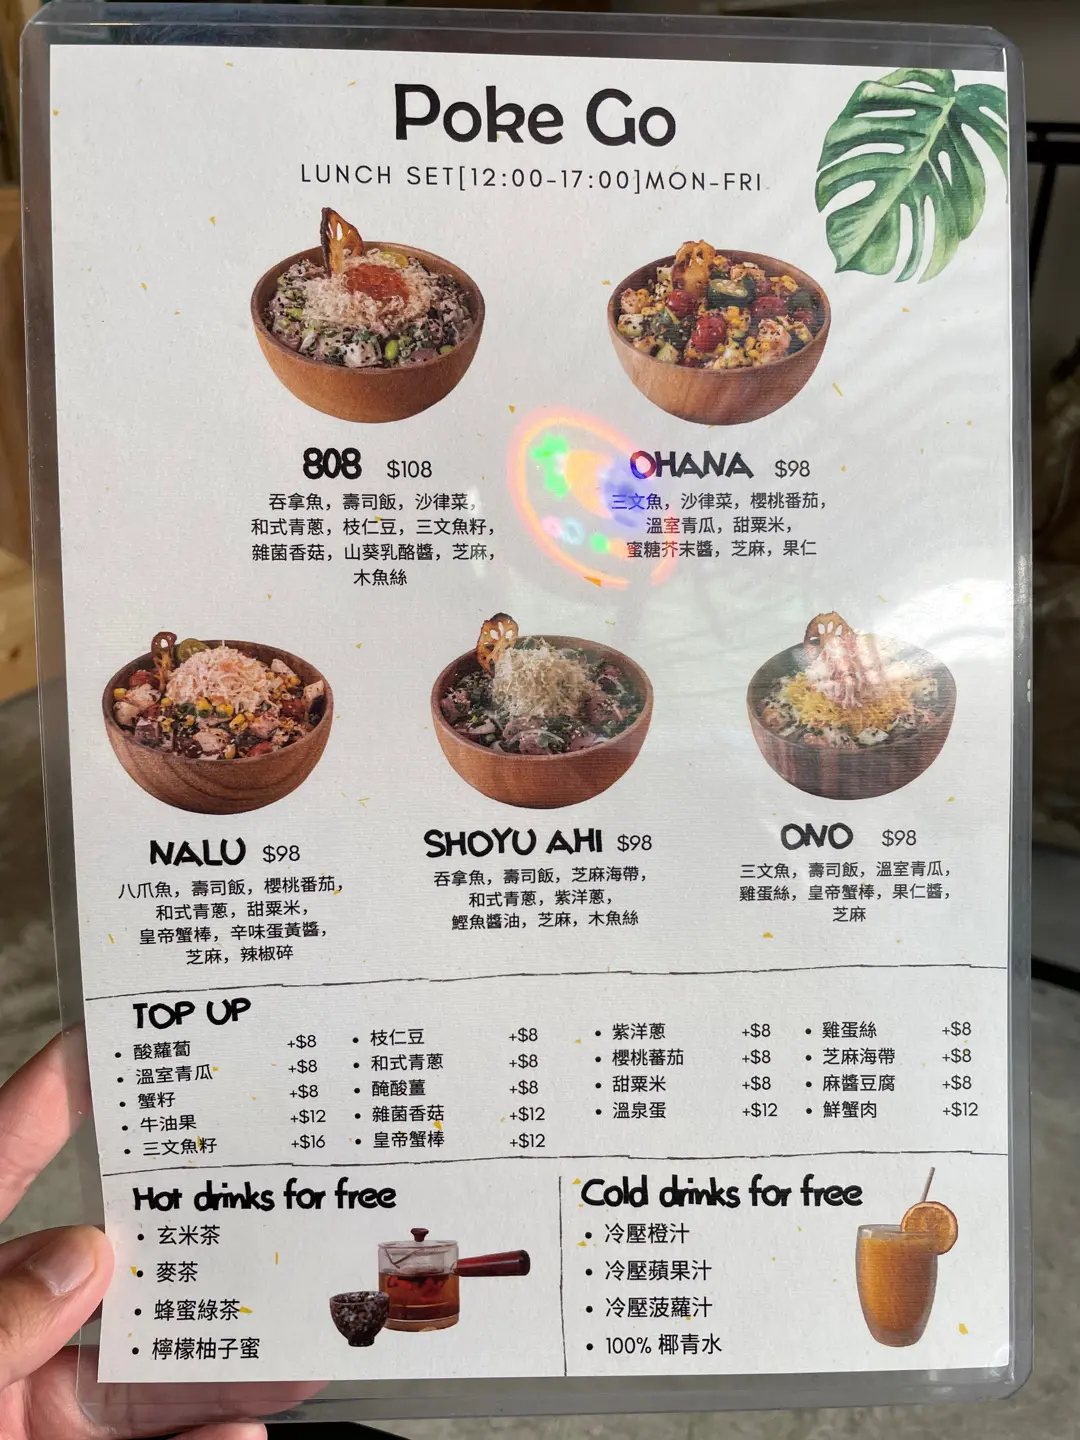 Poke Go
LUNCH SET[12:00-17:00]MON-FRI
808 $108
吞拿魚，壽司飯，沙律菜，
和式青蔥，枝仁豆，三文魚籽，
雜菌香菇，山葵乳酪醬，芝麻，
木魚絲
OHANA $98
三文魚，沙律菜，櫻桃番茄，
溫室青瓜，甜粟米，
蜜糖芥末醬，芝麻，果仁
NALU $98
八爪魚，壽司飯，櫻桃番茄，
和式青蔥，甜粟米，
皇帝蟹棒，辛味蛋黃醬，
芝麻，辣椒碎
SHOYU AHI $98
吞拿魚，壽司飯，芝麻海帶，
和式青蔥，紫洋蔥，
鰹魚醬油，芝麻，木魚絲
ONO $98
三文魚，壽司飯，溫室青瓜，
雞蛋絲，皇帝蟹棒，果仁醬，
芝麻
TOP UP
• 酸蘿蔔 +$8
• 溫室青瓜 +$8
• 蟹籽 +$8
• 牛油果 +$12
• 三文魚籽 +$16
• 枝仁豆 +$8
• 和式青蔥 +$8
• 醃酸薑 +$8
• 雜菌香菇 +$12
• 皇帝蟹棒 +$12
• 紫洋蔥 +$8
• 櫻桃蕃茄 +$8
• 甜粟米 +$8
• 溫泉蛋 +$12
• 雞蛋絲 +$8
• 芝麻海帶 +$8
• 麻醬豆腐 +$8
• 鮮蟹肉 +$12
Hot drinks for free
• 玄米茶
• 麥茶
• 蜂蜜綠茶
• 檸檬柚子蜜
Cold drinks for free
• 冷壓橙汁
• 冷壓蘋果汁
• 冷壓菠蘿汁
• 100% 椰青水